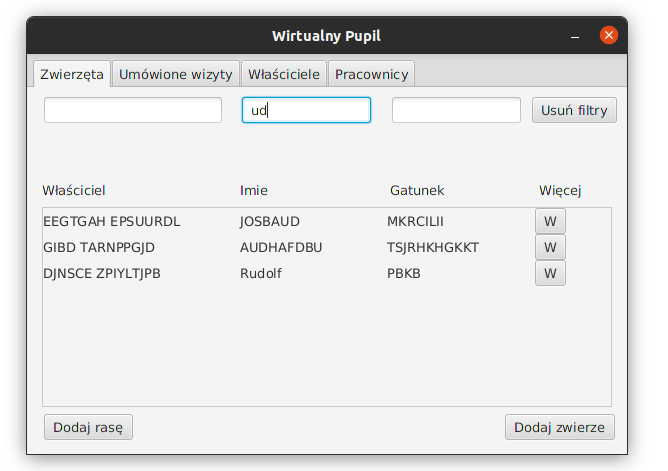 Wirtualny Pupil
Zwierzęta Umówione wizyty Właściciele Pracownicy
ud Usuń filtry
Właściciel Imie Gatunek Więcej
EEGTGAH EPSUURDL JOSBAUD MKRCILII W
GIBD TARNPPGJD AUDHAFDBU TSJRHKHGKKT W
DJNSCE ZPIYLTJPB Rudolf PBKB W
Dodaj rasę Dodaj zwierze